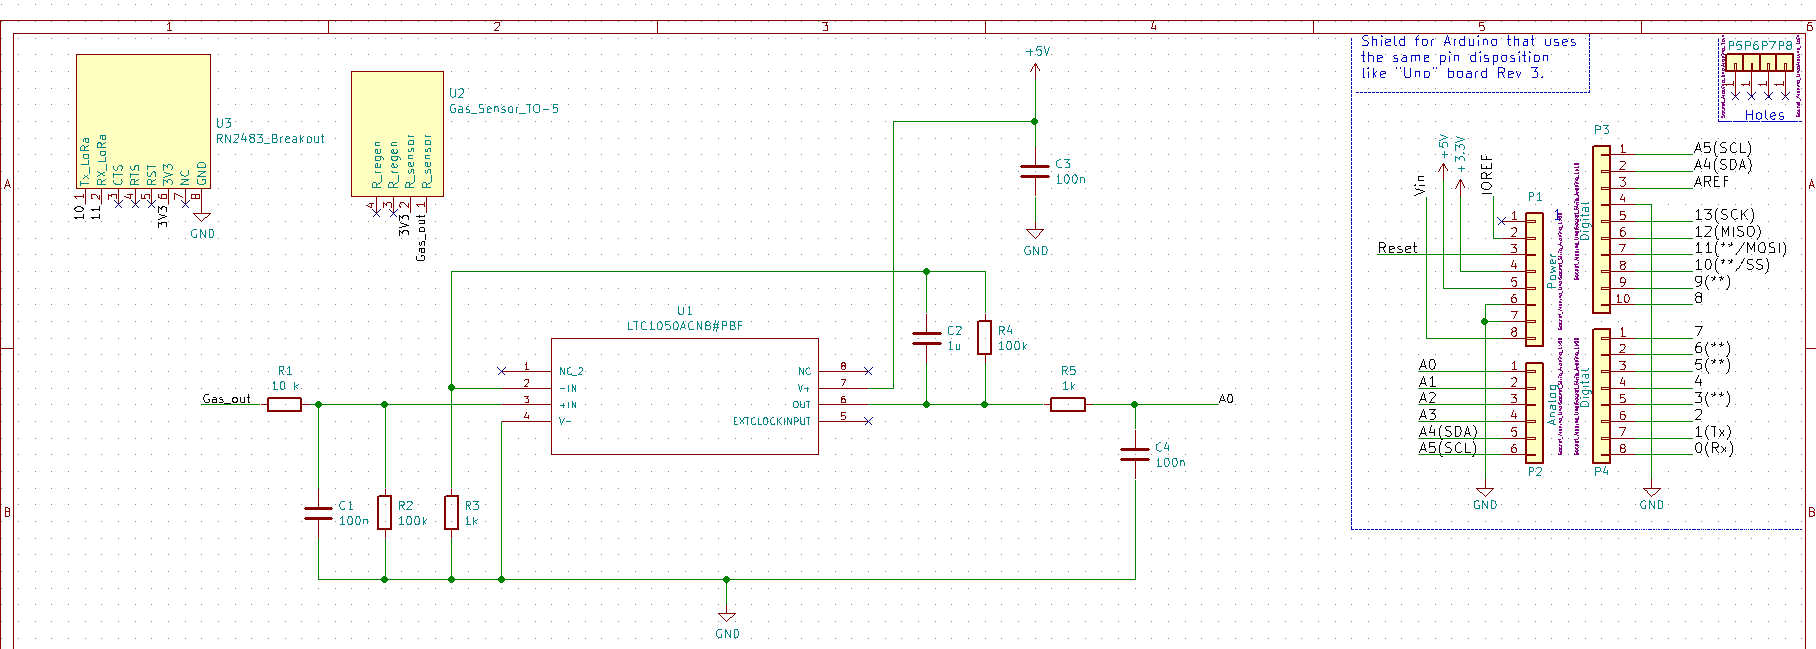 1
2
3
4
5
6
A
B
A
B
U3
RN2483_Breakout
Tx_LoRa
RX_LoRa
CTS
RTS
RST
3V3
NC
GND
1
2
3
4
5
6
7
8
10
11
3V3
GND
U2
Gas_Sensor_TO-5
R_regen
R_regen
R_sensor
R_sensor
4
3
2
1
3V3
Gas_out
+5V
C3
100n
GND
U1
LTC1050ACN8#PBF
1
2
3
4
NC_2
-IN
+IN
V-
NC
V+
OUT
EXTCLOCKINPUT
8
7
6
5
C2
1u
R4
100k
R1
10 k
Gas_out
R5
1k
A0
C4
100n
C1
100n
R2
100k
R3
1k
GND
Shield for Arduino that uses
the same pin disposition
like "Uno" board Rev 3.
P5P6P7P8
1
1
1
1
Holes
Vin
+5V
+3.3V
IOREF
Reset
P1
Power
1
1
2
3
4
5
6
7
8
A0
A1
A2
A3
A4(SDA)
A5(SCL)
1
2
3
4
5
6
Analog
P2
GND
P3
Digital
1
2
3
4
5
6
7
8
9
10
A5(SCL)
A4(SDA)
AREF
13(SCK)
12(MISO)
11(**/MOSI)
10(**/SS)
9(**)
8
Digital
1
2
3
4
5
6
7
8
7
6(**)
5(**)
4
3(**)
2
1(Tx)
0(Rx)
P4
GND